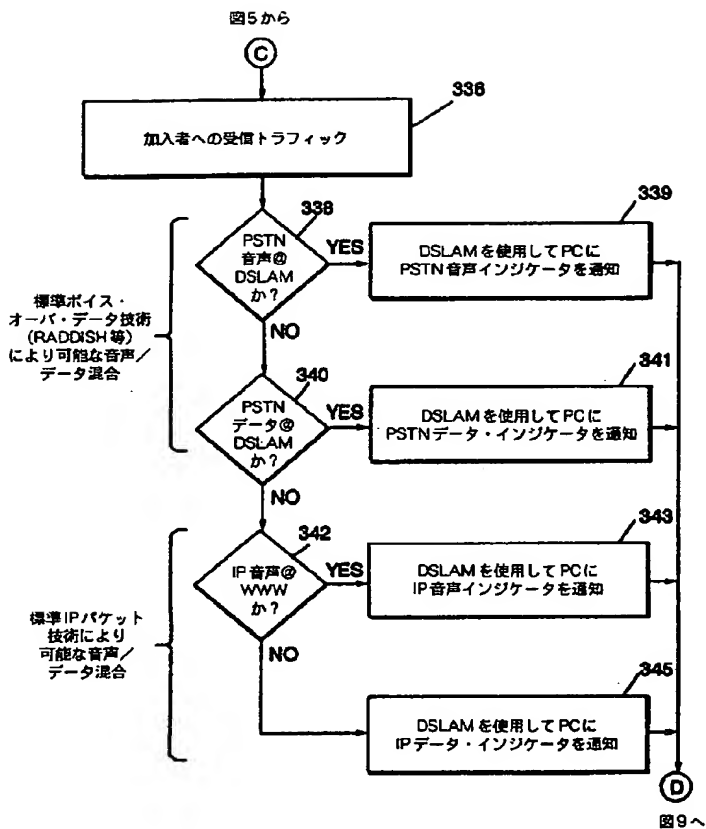 図5から
C
336
加入者への受信トラフィック
338
PSTN
音声@
DSLAM
か?
YES
339
DSLAMを使用してPCに
PSTN音声インジケータを通知
標準ボイス・
オーバ・データ技術
(RADDISH等)
により可能な音声/
データ混合
NO
340
PSTN
データ@
DSLAM
か?
YES
341
DSLAMを使用してPCに
PSTNデータ・インジケータを通知
NO
342
IP音声@
WWW
か?
YES
343
DSLAMを使用してPCに
IP音声インジケータを通知
標準IPパケット
技術により
可能な音声/
データ混合
NO
345
DSLAMを使用してPCに
IPデータ・インジケータを通知
D
図9へ